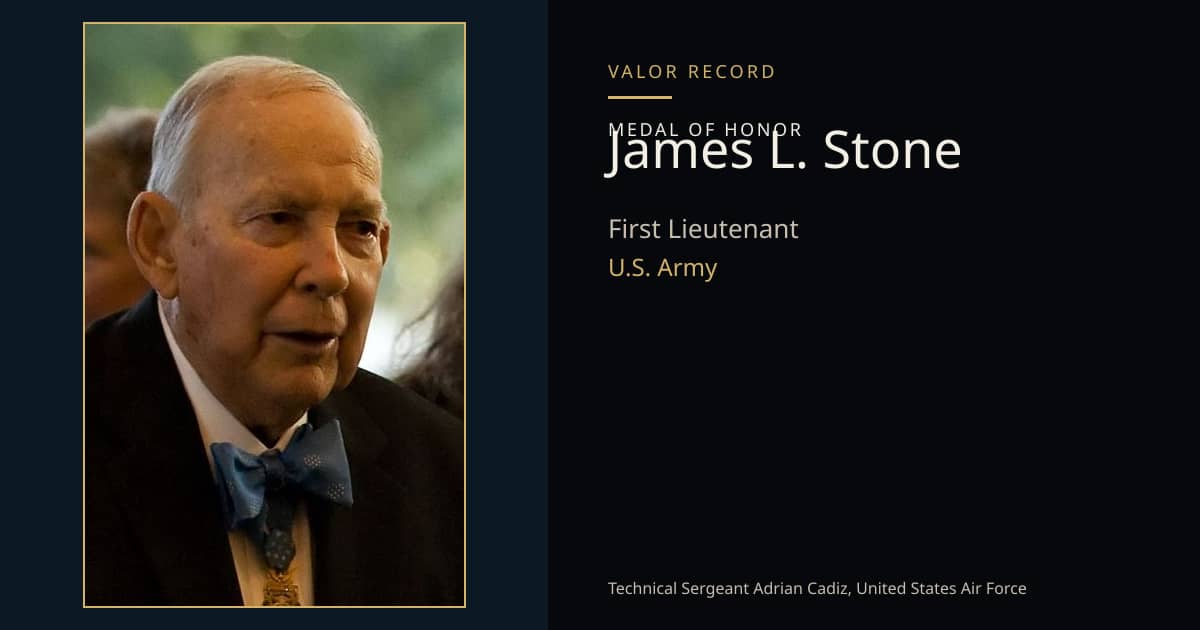 VALOR RECORD
MEDAL OF HONOR
James L. Stone
First Lieutenant
U.S. Army
Technical Sergeant Adrian Cadiz, United States Air Force